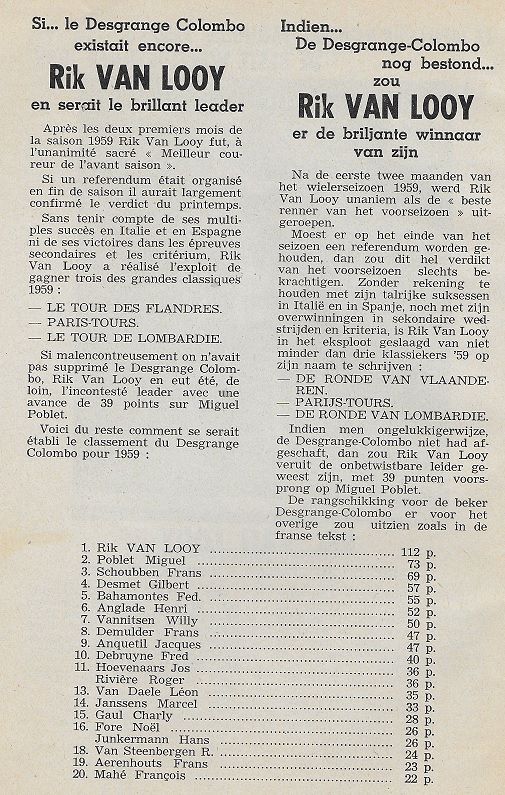 Si... le Desgrange Colombo
existait encore...
Rik VAN LOOY
en serait le brillant leader
Après les deux premiers mois de
la saison 1959 Rik Van Looy fut, à
l'unanimité sacré « Meilleur cou-
reur de l'avant saison ».
Si un referendum était organisé
en fin de saison il aurait largement
confirmé le verdict du printemps.
Sans tenir compte de ses multi-
ples succès en Italie et en Espagne
ni de ses victoires dans les épreuves
secondaires et les critérium, Rik
Van Looy a réalisé l'exploit de
gagner trois des grandes classiques
1959 :
— LE TOUR DES FLANDRES.
— PARIS-TOURS.
— LE TOUR DE LOMBARDIE.
Si malencontreusement on n'avait
pas supprimé le Desgrange Colom-
bo, Rik Van Looy en eut été, de
loin, l'incontesté leader avec une
avance de 39 points sur Miguel
Poblet.
Voici du reste comment se serait
établi le classement du Desgrange
Colombo pour 1959 :
Indien...
De Desgrange-Colombo
nog bestond...
zou
Rik VAN LOOY
er de briljante winnaar
van zijn
Na de eerste twee maanden van
het wielerseizoen 1959, werd Rik
Van Looy unaniem als de « beste
renner van het voorseizoen » uit-
geroepen.
Moest er op het einde van het
seizoen een referendum worden ge-
houden, dan zou dit hel verdikt
van het voorseizoen slechts be-
krachtigen. Zonder rekening te
houden met zijn talrijke suksessen
in Italië en in Spanje, noch met zijn
overwinningen in sekondaire wed-
strijden en kriteria, is Rik Van Looy
in het eksploot geslaagd van niet
minder dan drie klassiekers '59 op
zijn naam te schrijven :
— DE RONDE VAN VLAANDE-
REN.
— PARIJS-TOURS.
— DE RONDE VAN LOMBARDIE.
Indien men ongelukkigerwijze,
de Desgrange-Colombo niet had af-
geschaft, dan zou Rik Van Looy
veruit de onbetwistbare leider ge-
weest zijn, met 39 punten voors-
prong op Miguel Poblet.
De rangschikking voor de beker
Desgrange-Colombo er voor het
overige zou uitzien zoals in de
franse tekst :
1. Rik VAN LOOY ........ 112 p.
2. Poblet Miguel ........ 73 p.
3. Schoubben Frans ........ 69 p.
4. Desmet Gilbert ........ 57 p.
5. Bahamontes Fed. ........ 55 p.
6. Anglade Henri ........ 52 p.
7. Vannitsen Willy ........ 50 p.
8. Demulder Frans ........ 47 p.
9. Anquetil Jacques ........ 47 p.
10. Debruyne Fred ........ 40 p.
11. Hoevenaars Jos ........ 36 p.
Rivière Roger ........ 36 p.
13. Van Daele Léon ........ 35 p.
14. Janssens Marcel ........ 33 p.
15. Gaul Charly ........ 28 p.
16. Fore Noël ........ 26 p.
Junkermann Hans ........ 26 p.
18. Van Steenbergen R. ........ 24 p.
19. Aerenhouts Frans ........ 23 p.
20. Mahé François ........ 22 p.